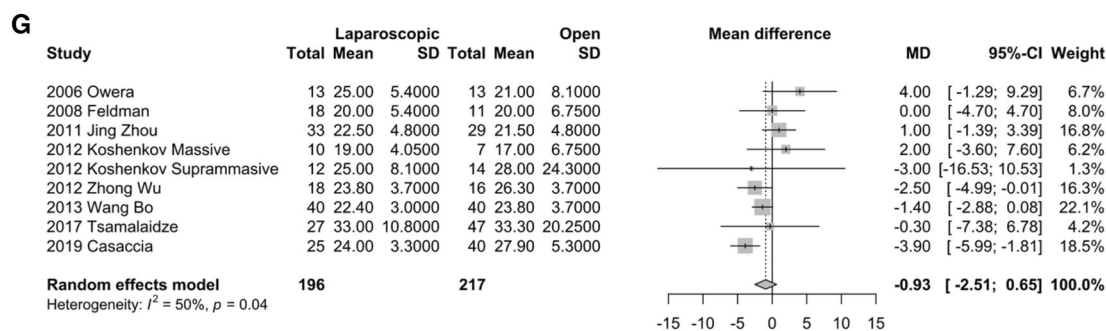 G
Laparoscopic Open Mean difference
Study Total Mean SD Total Mean SD MD 95%-CI Weight
2006 Owera 13 25.00 5.4000 13 21.00 8.1000 4.00 [ -1.29; 9.29] 6.7%
2008 Feldman 18 20.00 5.4000 11 20.00 6.7500 0.00 [ -4.70; 4.70] 8.0%
2011 Jing Zhou 33 22.50 4.8000 29 21.50 4.8000 1.00 [ -1.39; 3.39] 16.8%
2012 Koshenkov Massive 10 19.00 4.0500 7 17.00 6.7500 2.00 [ -3.60; 7.60] 6.2%
2012 Koshenkov Suprammasive 12 25.00 8.1000 14 28.00 24.3000 -3.00 [-16.53; 10.53] 1.3%
2012 Zhong Wu 18 23.80 3.7000 16 26.30 3.7000 -2.50 [ -4.99; -0.01] 16.3%
2013 Wang Bo 40 22.40 3.0000 40 23.80 3.7000 -1.40 [ -2.88; 0.08] 22.1%
2017 Tsamalaidze 27 33.00 10.8000 47 33.30 20.2500 -0.30 [ -7.38; 6.78] 4.2%
2019 Casaccia 25 24.00 3.3000 40 27.90 5.3000 -3.90 [ -5.99; -1.81] 18.5%
Random effects model 196 217 -0.93 [ -2.51; 0.65] 100.0%
Heterogeneity: I² = 50%, p = 0.04
-15 -10 -5 0 5 10 15